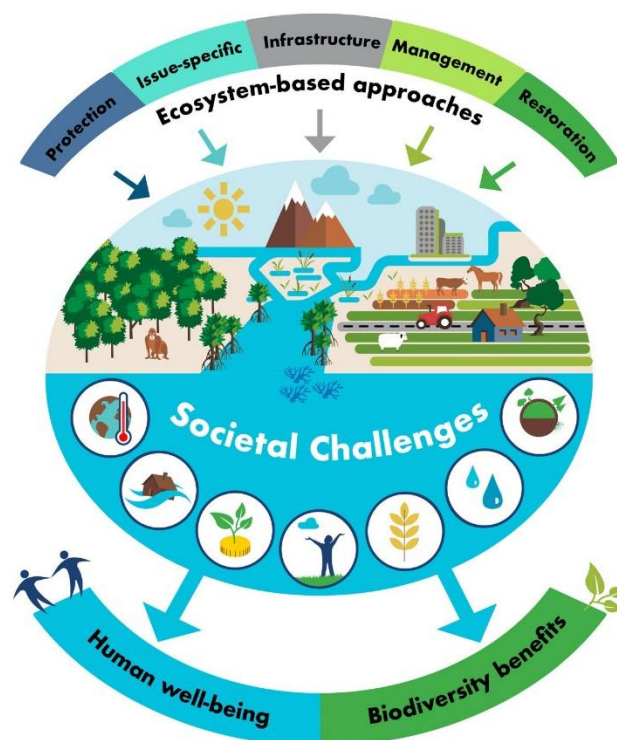 Protection
Issue-specific
Infrastructure
Management
Restoration
Ecosystem-based approaches
Societal Challenges
Human well-being
Biodiversity benefits